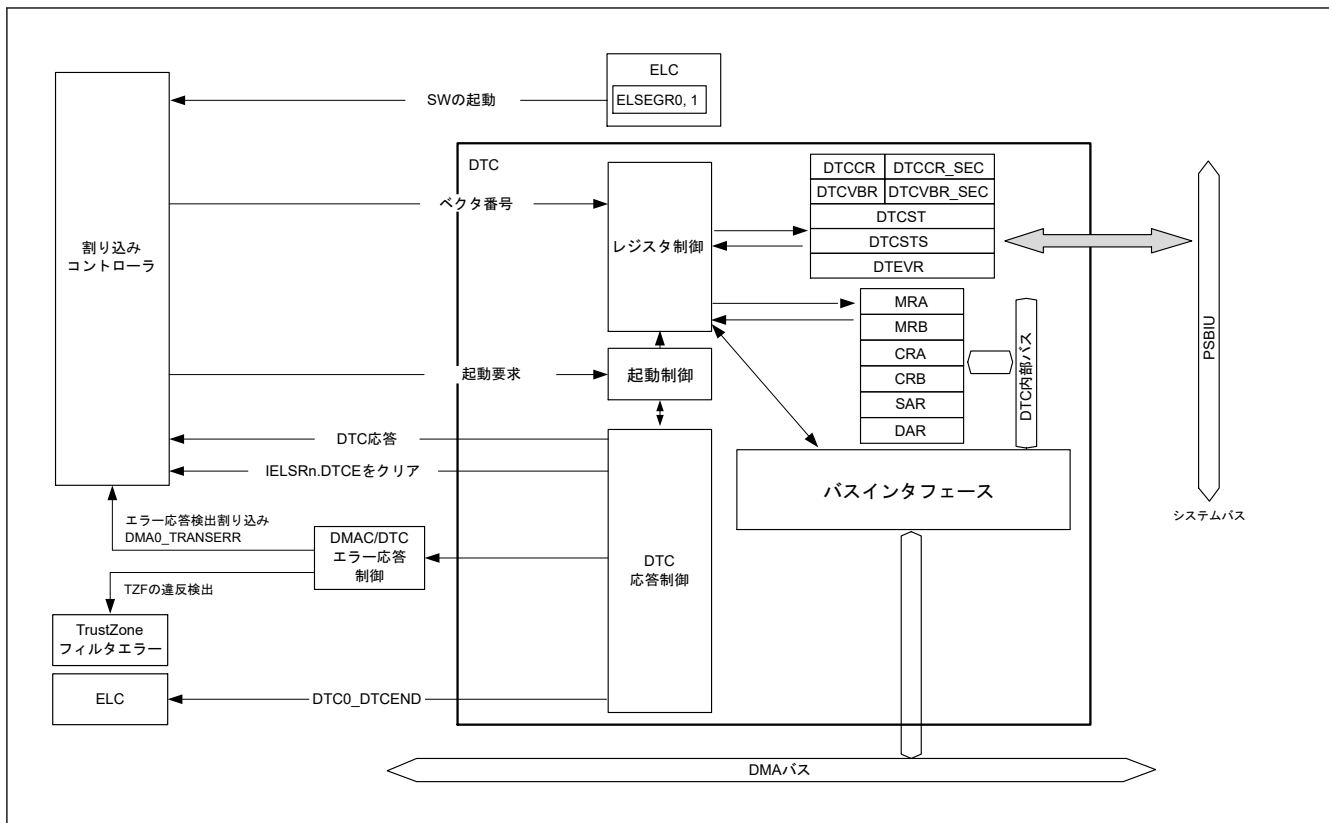 ELC
ELSEGR0, 1
SWの起動
割り込み
コントローラ
DTC
ベクタ番号
レジスタ制御
DTCCR
DTCCR_SEC
DTCVBR
DTCVBR_SEC
DTCST
DTCSTS
DTEVR
MRA
MRB
CRA
CRB
SAR
DAR
DTC内部バス
PSBIU
システムバス
起動要求
起動制御
DTC応答
IELSRn.DTCEをクリア
バスインタフェース
エラー応答検出割り込み
DMA0_TRANSERR
DMAC/DTC
エラー応答
制御
DTC
応答制御
TZFの違反検出
TrustZone
フィルタエラー
ELC
DTC0_DTCEND
DMAバス